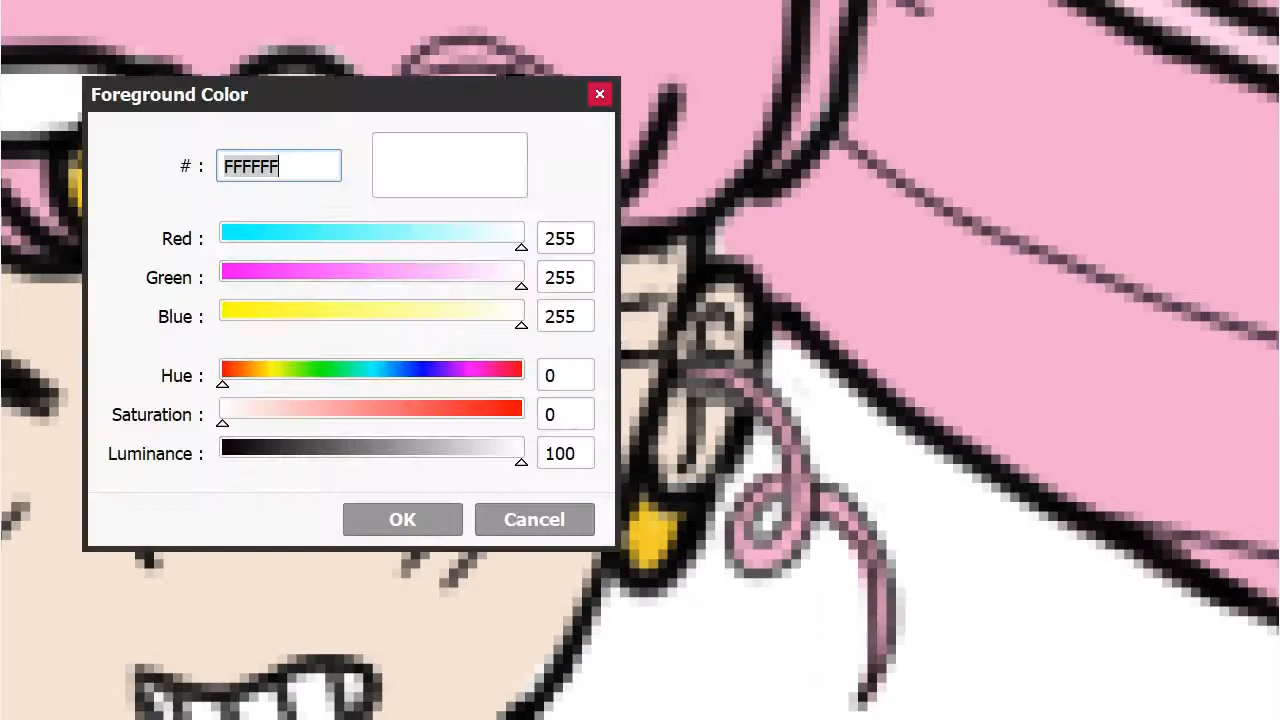 Foreground Color
# : FFFFFF
Red : 255
Green : 255
Blue : 255
Hue : 0
Saturation : 0
Luminance : 100
OK Cancel